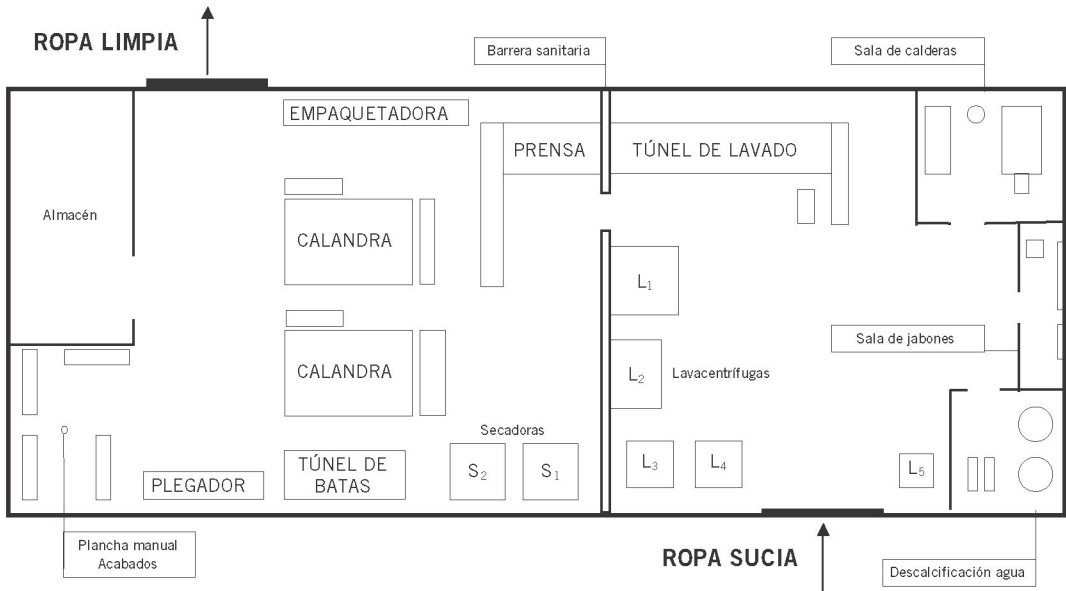 ROPA LIMPIA
Barrera sanitaria
Sala de calderas
EMPAQUETADORA
PRENSA
TÚNEL DE LAVADO
Almacén
CALANDRA
L₁
Sala de jabones
CALANDRA
L₂
Lavacentrífugas
Secadoras
S₂
S₁
L₃
L₄
L₅
PLEGADOR
TÚNEL DE
BATAS
Plancha manual
Acabados
ROPA SUCIA
Descalcificación agua